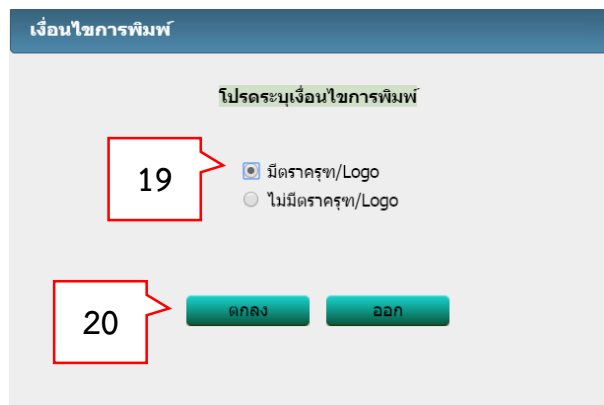 เงื่อนไขการพิมพ์
โปรดระบุเงื่อนไขการพิมพ์
19
มีตราครุฑ/Logo
ไม่มีตราครุฑ/Logo
20
ตกลง
ออก